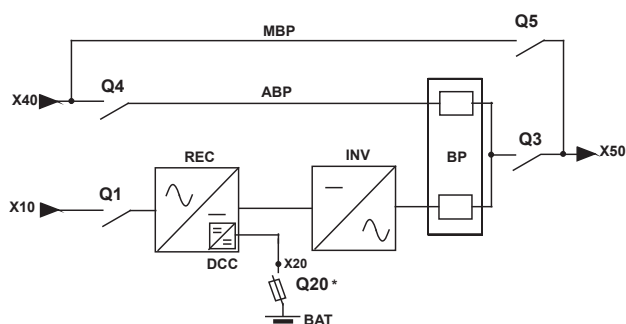 MBP
Q5
X40
Q4
ABP
REC
INV
BP
Q3
X50
X10
Q1
DCC
X20
Q20 *
BAT